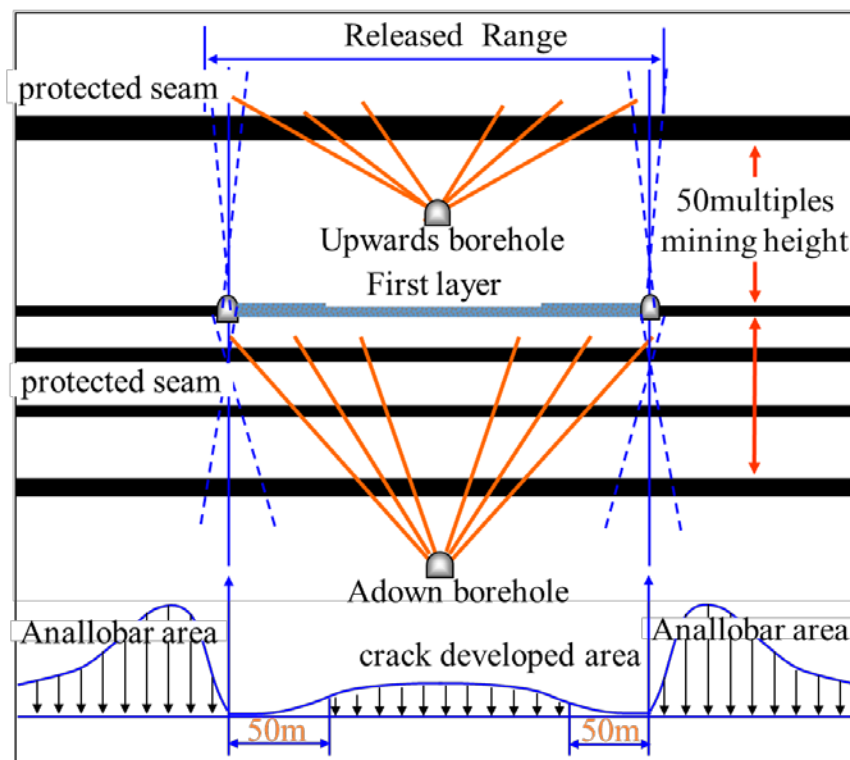 Released Range
protected seam
50multiples
mining height
Upwards borehole
First layer
protected seam
Adown borehole
Anallobar area
Anallobar area
crack developed area
50m
50m